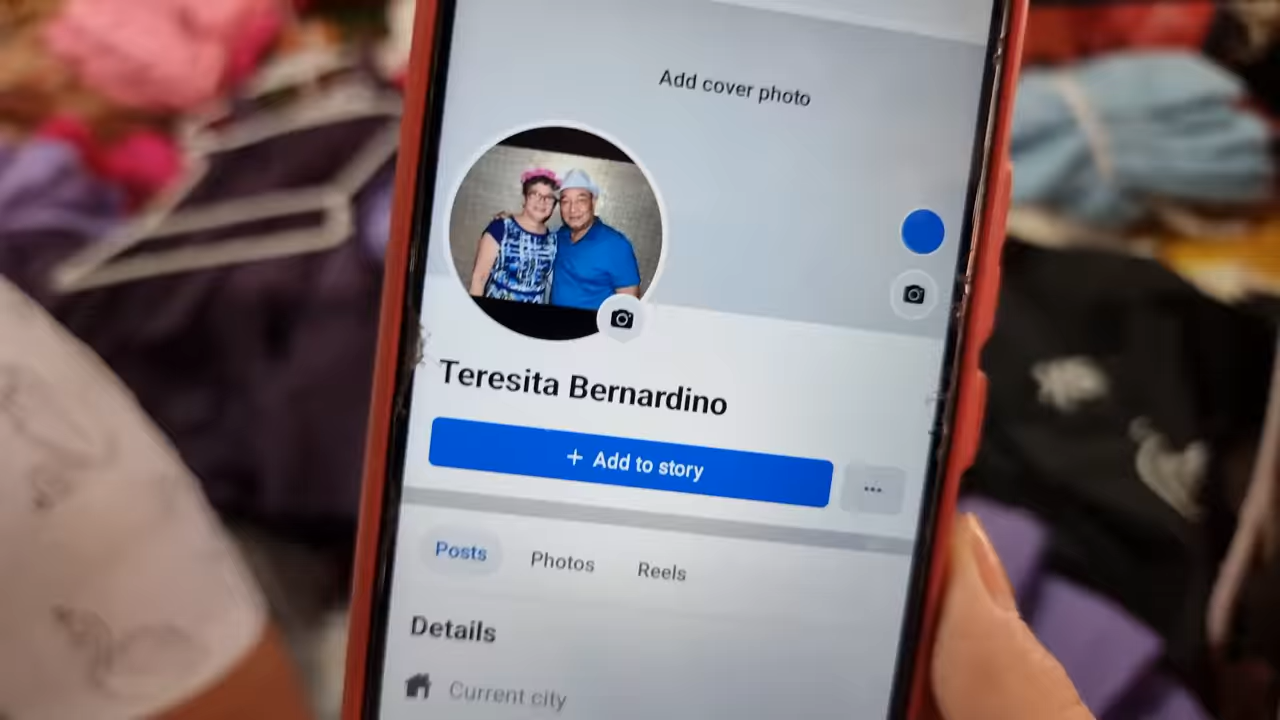 Add cover photo
Teresita Bernardino
+ Add to story
...
Posts Photos Reels
Details
Current city